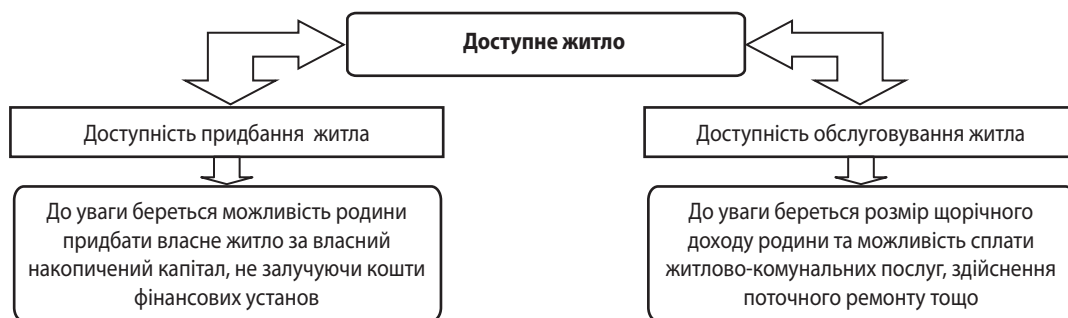 Доступне житло
Доступність придбання житла
Доступність обслуговування житла
До уваги береться можливість родини
придбати власне житло за власний
накопичений капітал, не залучуючи кошти
фінансових установ
До уваги береться розмір щорічного
доходу родини та можливість сплати
житлово-комунальних послуг, здійснення
поточного ремонту тощо